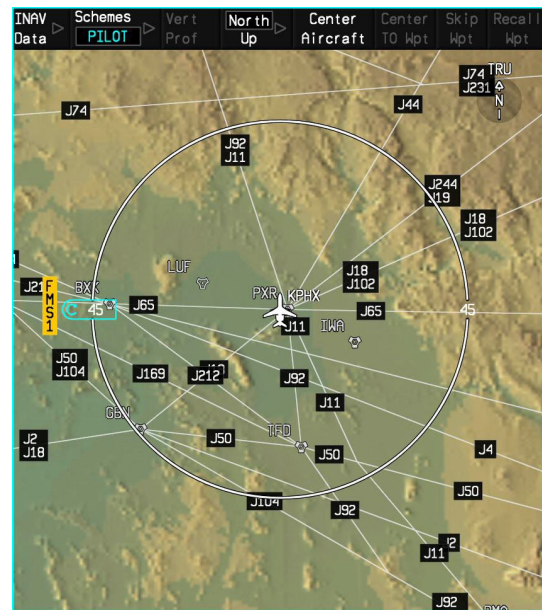 INAV
Data
Schemes
PILOT
Vert
Prof
North
Up
Center
Aircraft
Center
TO Wpt
Skip
Wpt
Recall
Wpt
TRU
N
J74
J231
J74
J44
J92
J11
J244
J19
J18
J102
LUF
J18
J102
J21
BXK
FMS1
C
45
J65
PXR
KPHX
J65
45
J11
IWA
J50
J104
J169
J212
J92
J11
GBN
J2
J18
J50
TFD
J50
J4
J50
J104
J92
J2
J11
J92